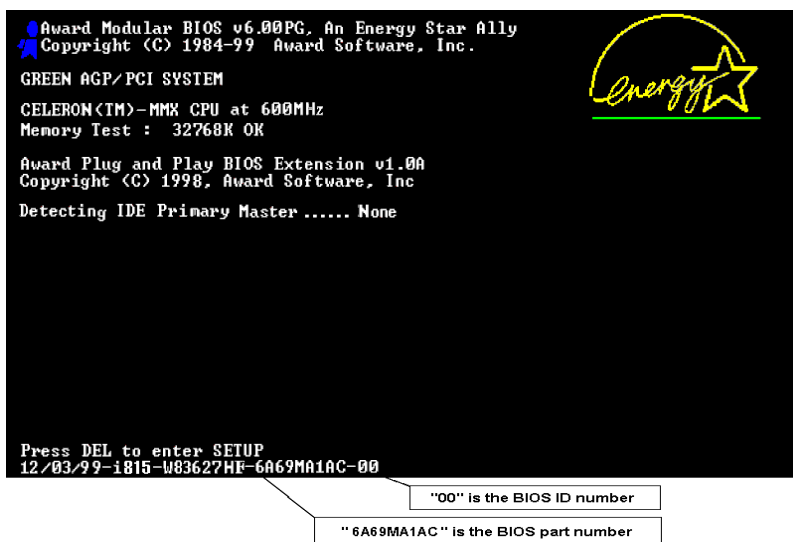 Award Modular BIOS v6.00PG, An Energy Star Ally
Copyright (C) 1984-99 Award Software, Inc.
energy
GREEN AGP/PCI SYSTEM
CELERON(TM)-MMX CPU at 600MHz
Memory Test : 32768K OK
Award Plug and Play BIOS Extension v1.0A
Copyright (C) 1998, Award Software, Inc
Detecting IDE Primary Master ...... None
Press DEL to enter SETUP
12/03/99-i815-W83627HF-6A69MA1AC-00
"00" is the BIOS ID number
"6A69MA1AC" is the BIOS part number